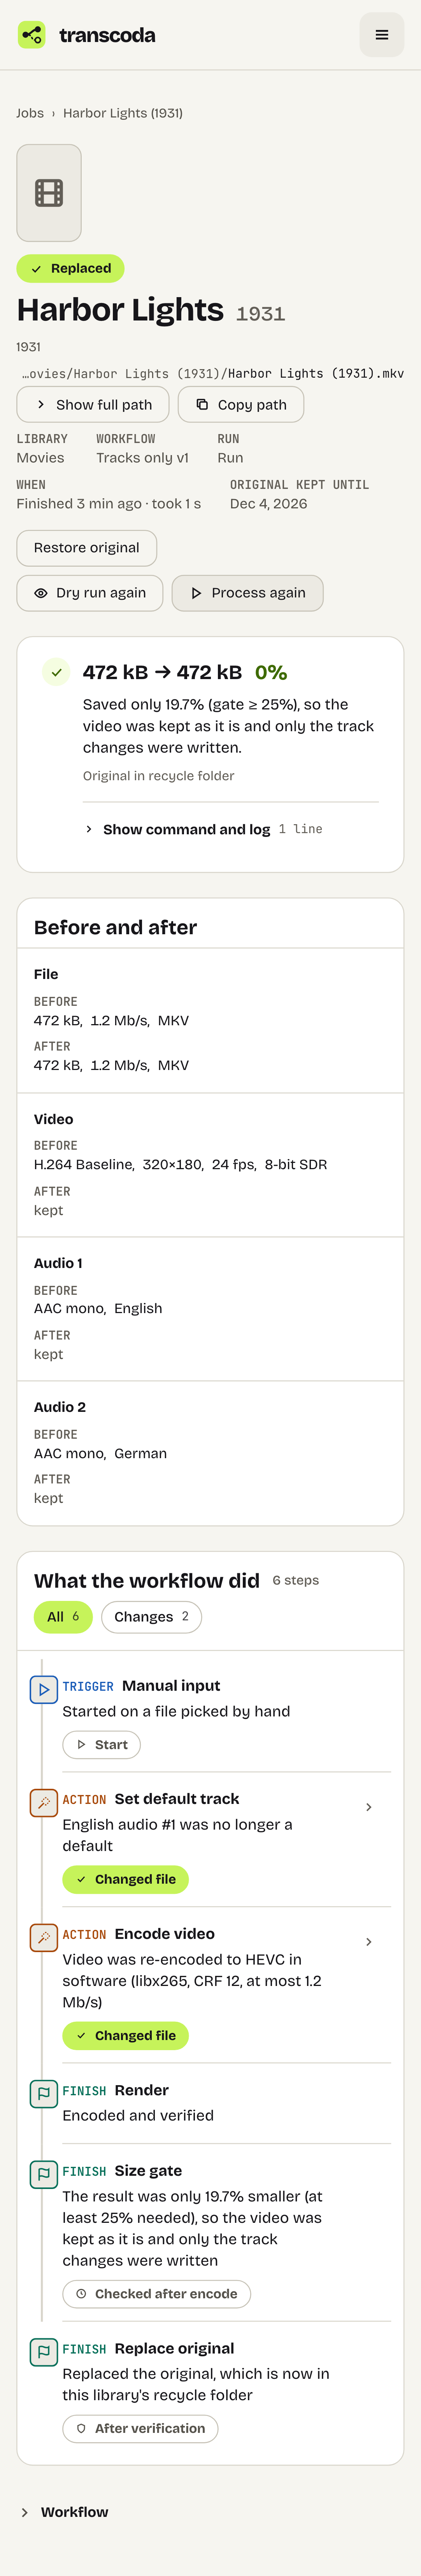 transcoda
Jobs › Harbor Lights (1931)
Replaced
Harbor Lights 1931
1931
…ovies/Harbor Lights (1931)/Harbor Lights (1931).mkv
Show full path Copy path
LIBRARY WORKFLOW RUN
Movies Tracks only v1 Run
WHEN ORIGINAL KEPT UNTIL
Finished 3 min ago · took 1 s Dec 4, 2026
Restore original
Dry run again Process again
472 kB → 472 kB 0%
Saved only 19.7% (gate ≥ 25%), so the
video was kept as it is and only the track
changes were written.
Original in recycle folder
Show command and log 1 line
Before and after
File
BEFORE
472 kB, 1.2 Mb/s, MKV
AFTER
472 kB, 1.2 Mb/s, MKV
Video
BEFORE
H.264 Baseline, 320×180, 24 fps, 8-bit SDR
AFTER
kept
Audio 1
BEFORE
AAC mono, English
AFTER
kept
Audio 2
BEFORE
AAC mono, German
AFTER
kept
What the workflow did 6 steps
All 6 Changes 2
TRIGGER Manual input
Started on a file picked by hand
Start
ACTION Set default track
English audio #1 was no longer a
default
Changed file
ACTION Encode video
Video was re-encoded to HEVC in
software (libx265, CRF 12, at most 1.2
Mb/s)
Changed file
FINISH Render
Encoded and verified
FINISH Size gate
The result was only 19.7% smaller (at
least 25% needed), so the video was
kept as it is and only the track
changes were written
Checked after encode
FINISH Replace original
Replaced the original, which is now in
this library's recycle folder
After verification
Workflow